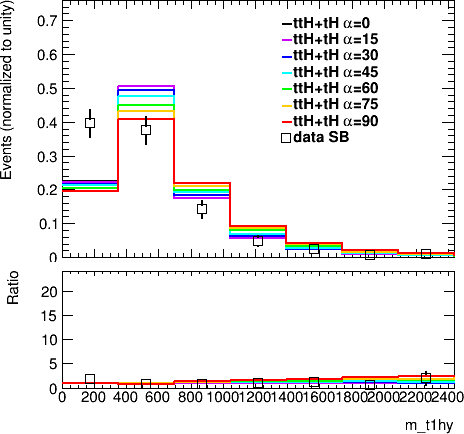 Events (normalized to unity)
0.7
0.6
0.5
0.4
0.3
0.2
0.1
0
ttH+tH α=0
ttH+tH α=15
ttH+tH α=30
ttH+tH α=45
ttH+tH α=60
ttH+tH α=75
ttH+tH α=90
data SB
Ratio
20
15
10
5
0
0 200 400 600 800 1000 1200 1400 1600 1800 2000 2200 2400
m_t1hy